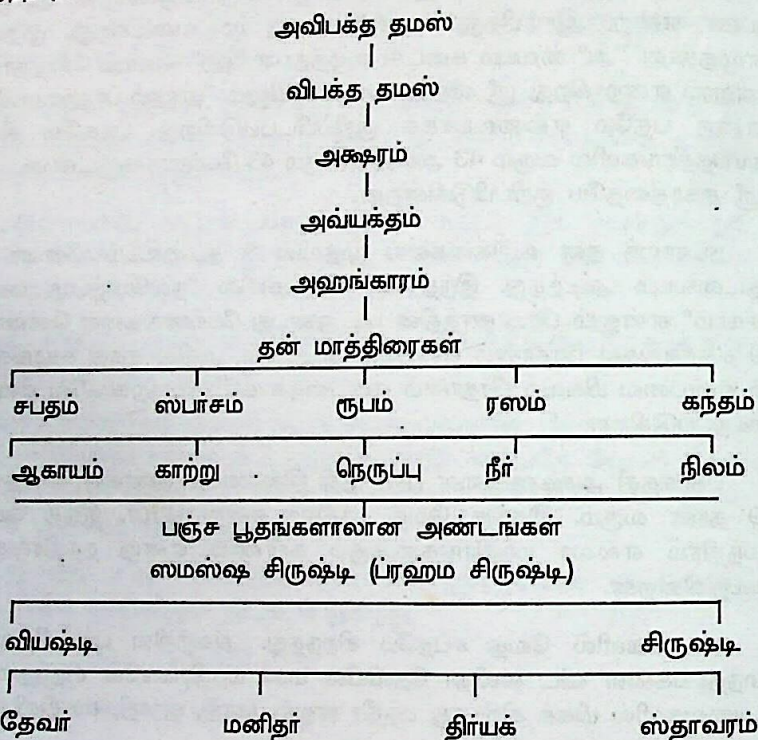 அவிபக்த தமஸ்
விபக்த தமஸ்
அக்ஷரம்
அவ்யக்தம்
அஹங்காரம்
தன் மாத்திரைகள்
சப்தம் ஸ்பர்சம் ரூபம் ரஸம் கந்தம்
ஆகாயம் காற்று நெருப்பு நீர் நிலம்
பஞ்ச பூதங்களாலான அண்டங்கள்
ஸமஸ்ஷ சிருஷ்டி (ப்ரஹ்ம சிருஷ்டி)
வியஷ்டி சிருஷ்டி
தேவர் மனிதர் திர்யக் ஸ்தாவரம்